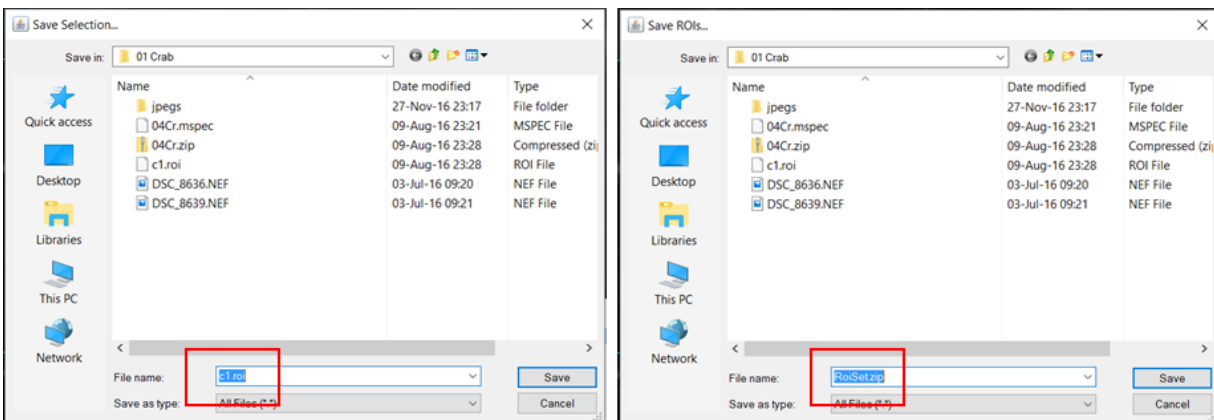 Save Selection...
Save in: 01 Crab
Name Date modified Type
jpegs 27-Nov-16 23:17 File folder
04Cr.mspec 09-Aug-16 23:21 MSPEC File
04Cr.zip 09-Aug-16 23:28 Compressed (zi
c1.roi 09-Aug-16 23:28 ROI File
DSC_8636.NEF 03-Jul-16 09:20 NEF File
DSC_8639.NEF 03-Jul-16 09:21 NEF File
Quick access
Desktop
Libraries
This PC
Network
File name: c1.roi Save
Save as type: All Files (*.*) Cancel
Save ROIs...
Save in: 01 Crab
Name Date modified Type
jpegs 27-Nov-16 23:17 File folder
04Cr.mspec 09-Aug-16 23:21 MSPEC File
04Cr.zip 09-Aug-16 23:28 Compressed (zi
c1.roi 09-Aug-16 23:28 ROI File
DSC_8636.NEF 03-Jul-16 09:20 NEF File
DSC_8639.NEF 03-Jul-16 09:21 NEF File
Quick access
Desktop
Libraries
This PC
Network
File name: RoiSet.zip Save
Save as type: All Files (*.*) Cancel